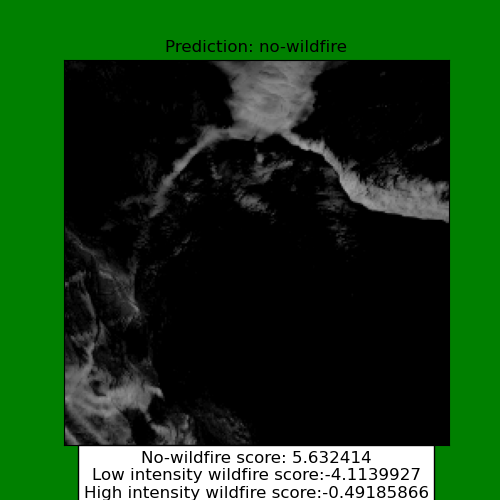 Prediction: no-wildfire
No-wildfire score: 5.632414
Low intensity wildfire score:-4.1139927
High intensity wildfire score:-0.49185866